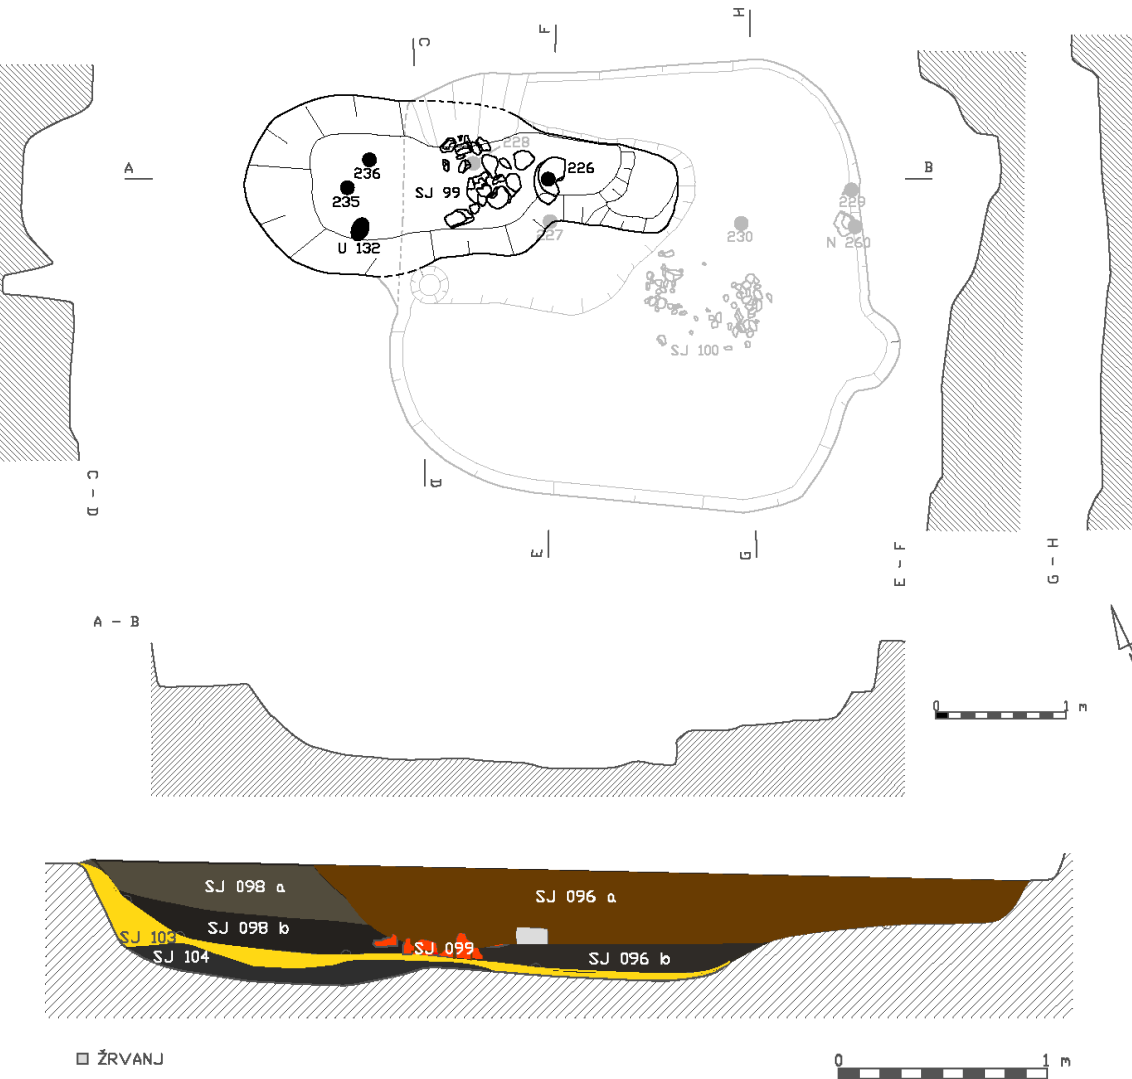 H
F
C
A
B
228
226
236
SJ 99
235
229
U 132
227
230
N 260
SJ 100
D
C - D
E
G
E - F
G - H
A - B
0 1 m
SJ 098 a
SJ 096 a
SJ 098 b
SJ 103
SJ 099
SJ 104
SJ 096 b
ŽRVANJ
0 1 m